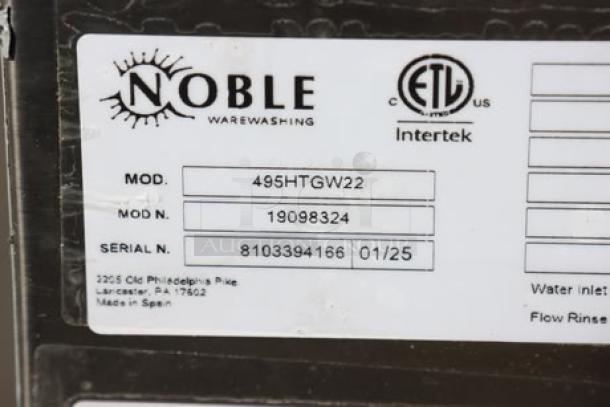 NOBLE
WAREWASHING
C ETL US
LISTED
Intertek
MOD. 495HTGW22
MOD N. 19098324
SERIAL N. 8103394166 01/25
2205 Old Philadelphia Pike
Lancaster, PA 17602
Made in Spain
Water Inlet
Flow Rinse